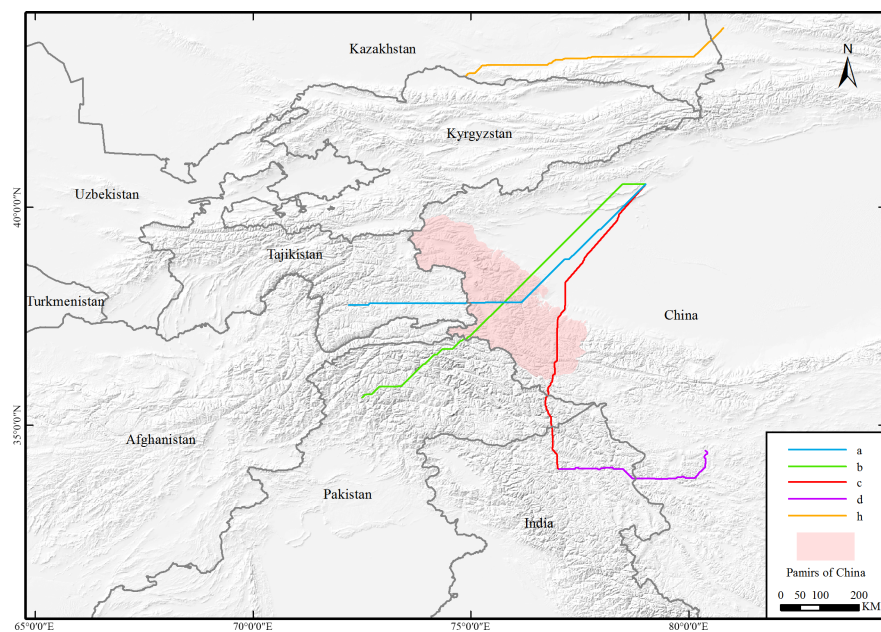 Kazakhstan
N
Kyrgyzstan
Uzbekistan
40°0'0"N
Tajikistan
Turkmenistan
China
35°0'0"N
Afghanistan
Pakistan
India
a
b
c
d
h
Pamirs of China
0 50 100 200
KM
65°0'0"E 70°0'0"E 75°0'0"E 80°0'0"E